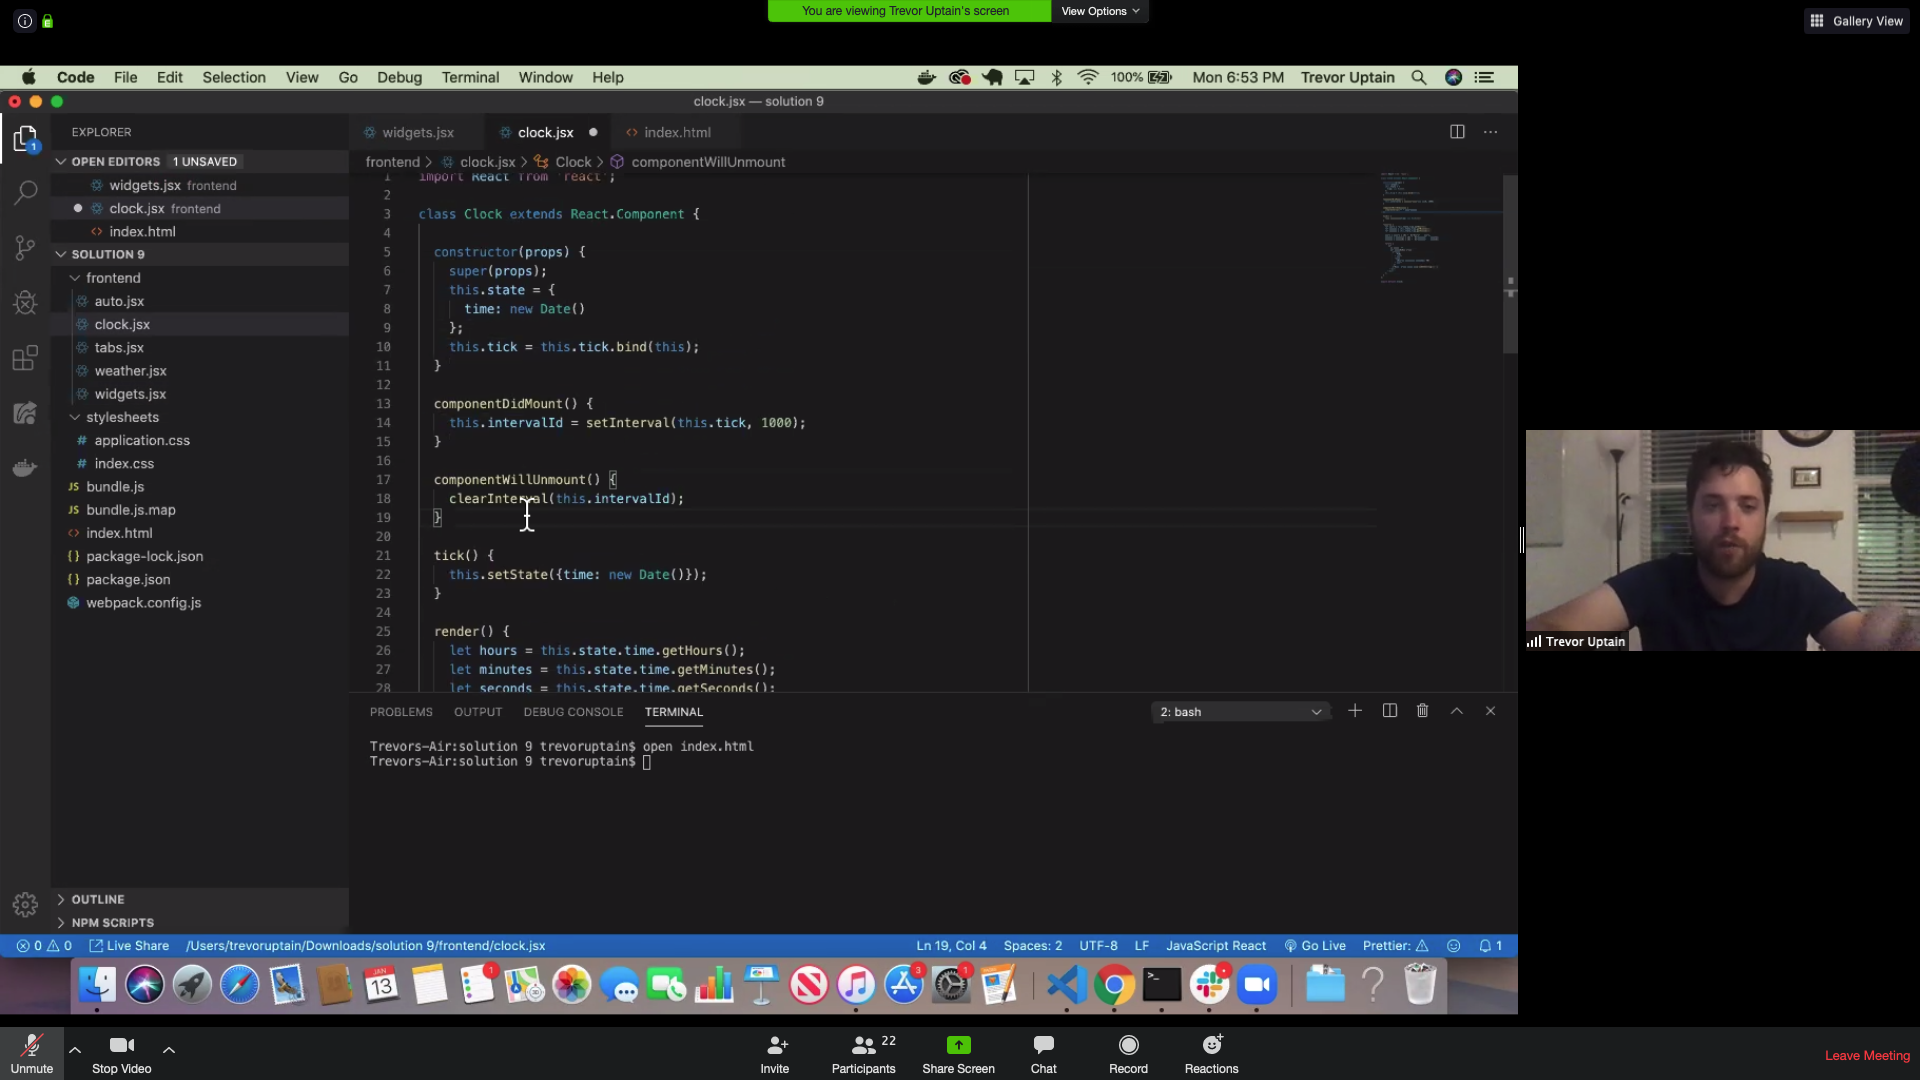 You are viewing Trevor Uptain's screen
View Options
Gallery View
Code File Edit Selection View Go Debug Terminal Window Help
100% Mon 6:53 PM Trevor Uptain
clock.jsx — solution 9
EXPLORER
OPEN EDITORS 1 UNSAVED
widgets.jsx frontend
clock.jsx frontend
index.html
SOLUTION 9
frontend
auto.jsx
clock.jsx
tabs.jsx
weather.jsx
widgets.jsx
stylesheets
# application.css
# index.css
JS bundle.js
JS bundle.js.map
<> index.html
{} package-lock.json
{} package.json
webpack.config.js
OUTLINE
NPM SCRIPTS
widgets.jsx clock.jsx <> index.html
frontend > clock.jsx > Clock > componentWillUnmount
1 import React from 'react';
2
3 class Clock extends React.Component {
4
5 constructor(props) {
6 super(props);
7 this.state = {
8 time: new Date()
9 };
10 this.tick = this.tick.bind(this);
11 }
12
13 componentDidMount() {
14 this.intervalId = setInterval(this.tick, 1000);
15 }
16
17 componentWillUnmount() {
18 clearInterval(this.intervalId);
19 }
20
21 tick() {
22 this.setState({time: new Date()});
23 }
24
25 render() {
26 let hours = this.state.time.getHours();
27 let minutes = this.state.time.getMinutes();
28 let seconds = this.state.time.getSeconds();
PROBLEMS OUTPUT DEBUG CONSOLE TERMINAL
2: bash
Trevors-Air:solution 9 trevoruptain$ open index.html
Trevors-Air:solution 9 trevoruptain$
0 0 Live Share /Users/trevoruptain/Downloads/solution 9/frontend/clock.jsx
Ln 19, Col 4 Spaces: 2 UTF-8 LF JavaScript React Go Live Prettier: 1
Trevor Uptain
JAN
13
1
3
1
Unmute
Stop Video
Invite
22
Participants
Share Screen
Chat
Record
Reactions
Leave Meeting